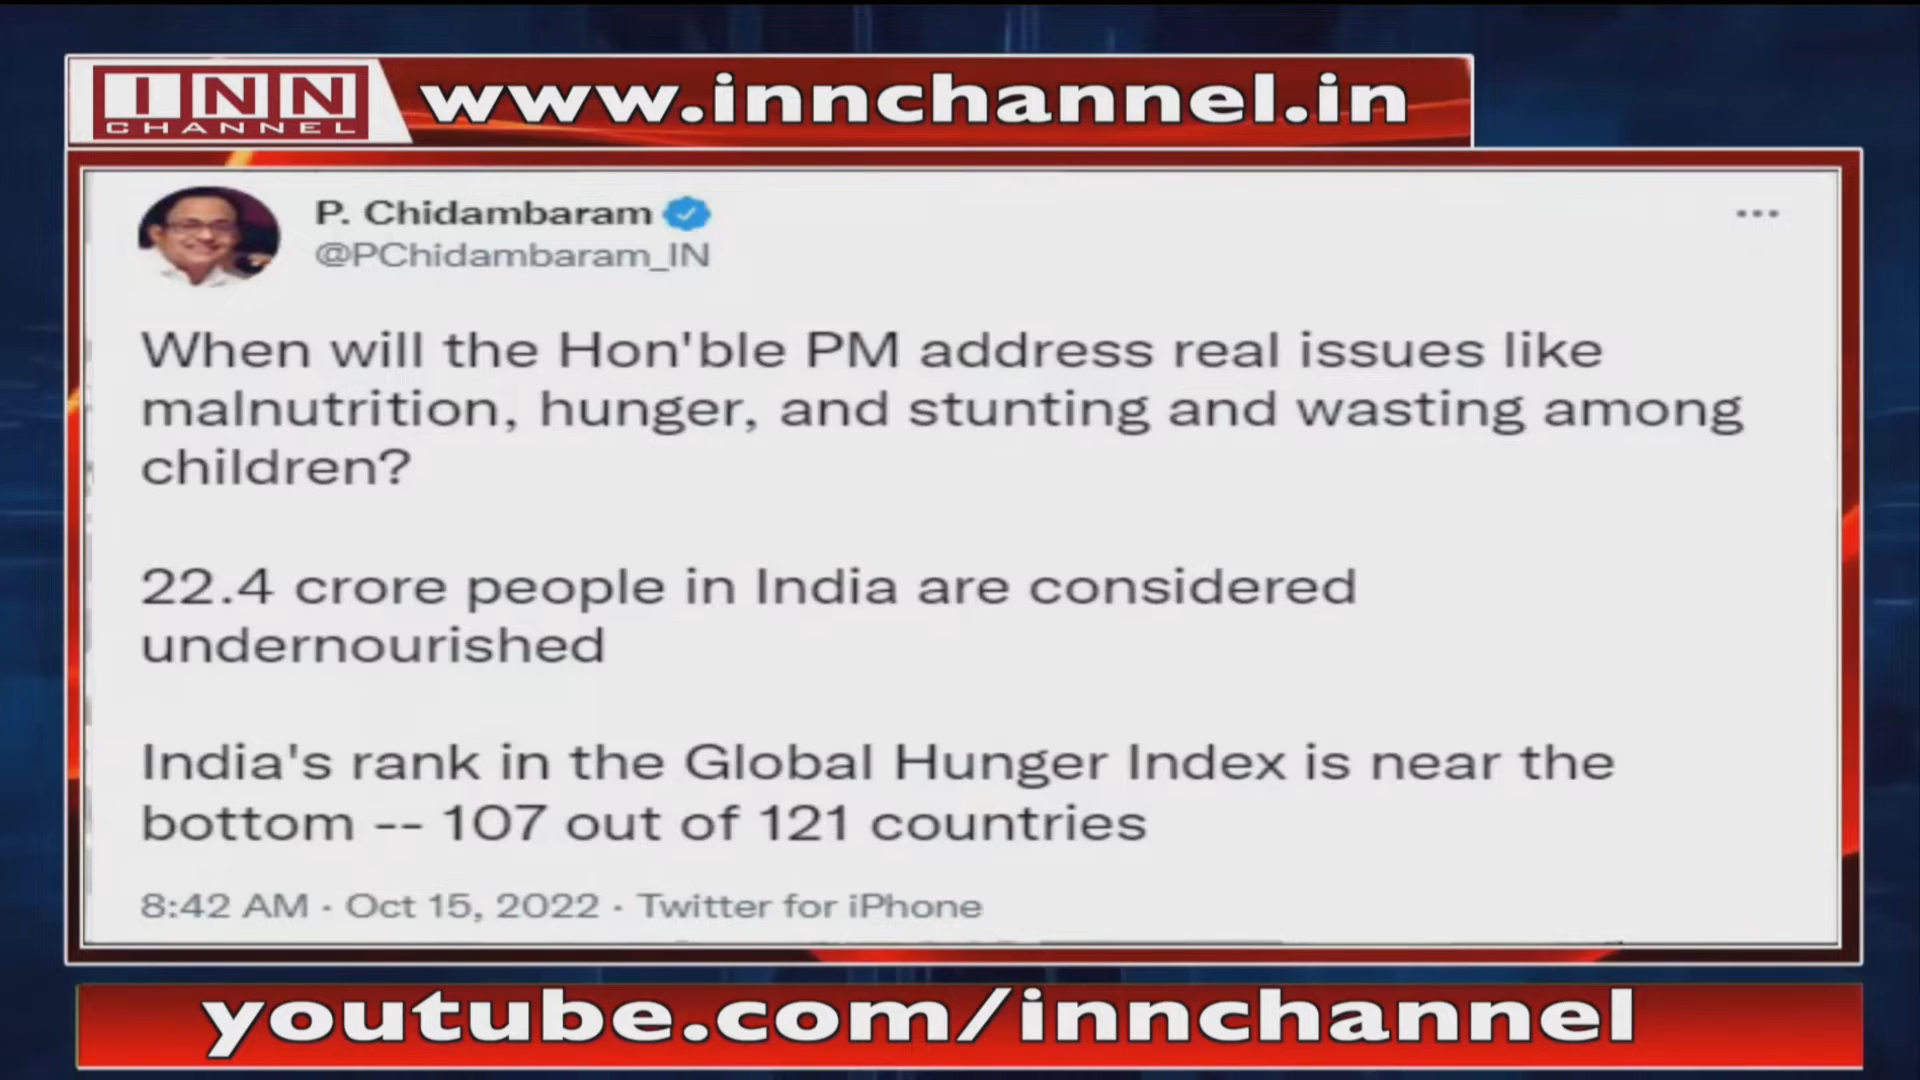 INN
CHANNEL
www.innchannel.in
P. Chidambaram
@PChidambaram_IN
When will the Hon'ble PM address real issues like
malnutrition, hunger, and stunting and wasting among
children?
22.4 crore people in India are considered
undernourished
India's rank in the Global Hunger Index is near the
bottom -- 107 out of 121 countries
8:42 AM · Oct 15, 2022 · Twitter for iPhone
youtube.com/innchannel